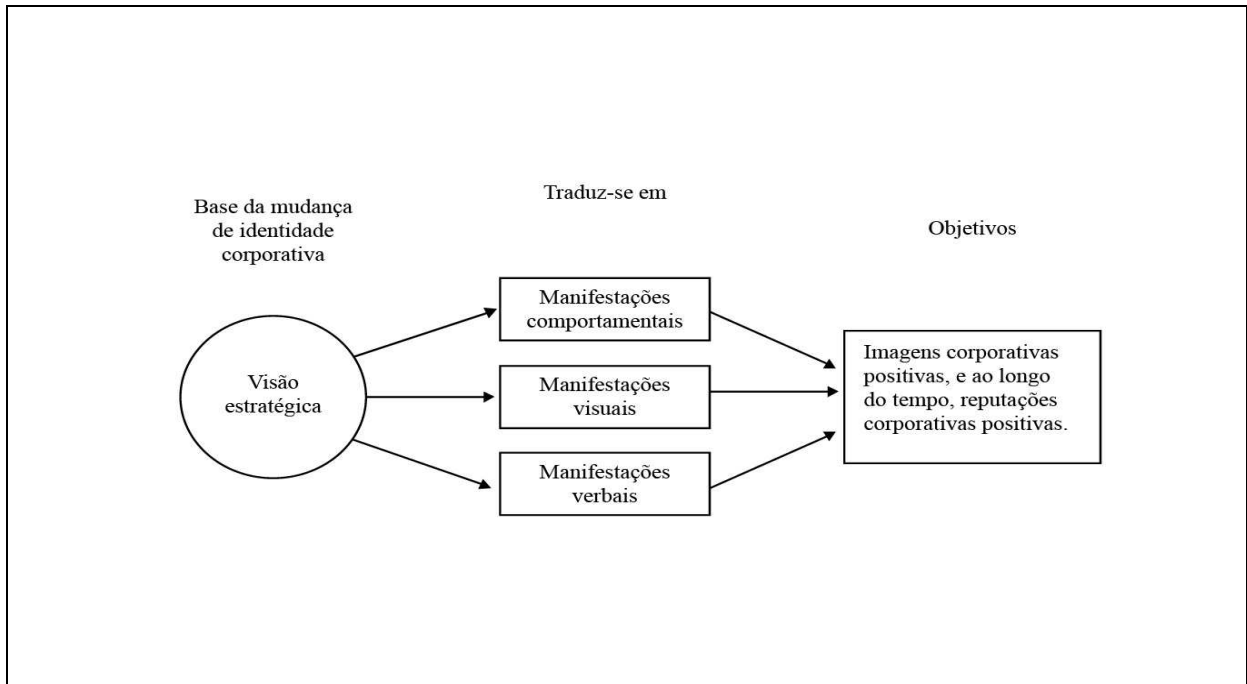 Base da mudança
de identidade
corporativa
Traduz-se em
Objetivos
Visão
estratégica
Manifestações
comportamentais
Manifestações
visuais
Manifestações
verbais
Imagens corporativas
positivas, e ao longo
do tempo, reputações
corporativas positivas.